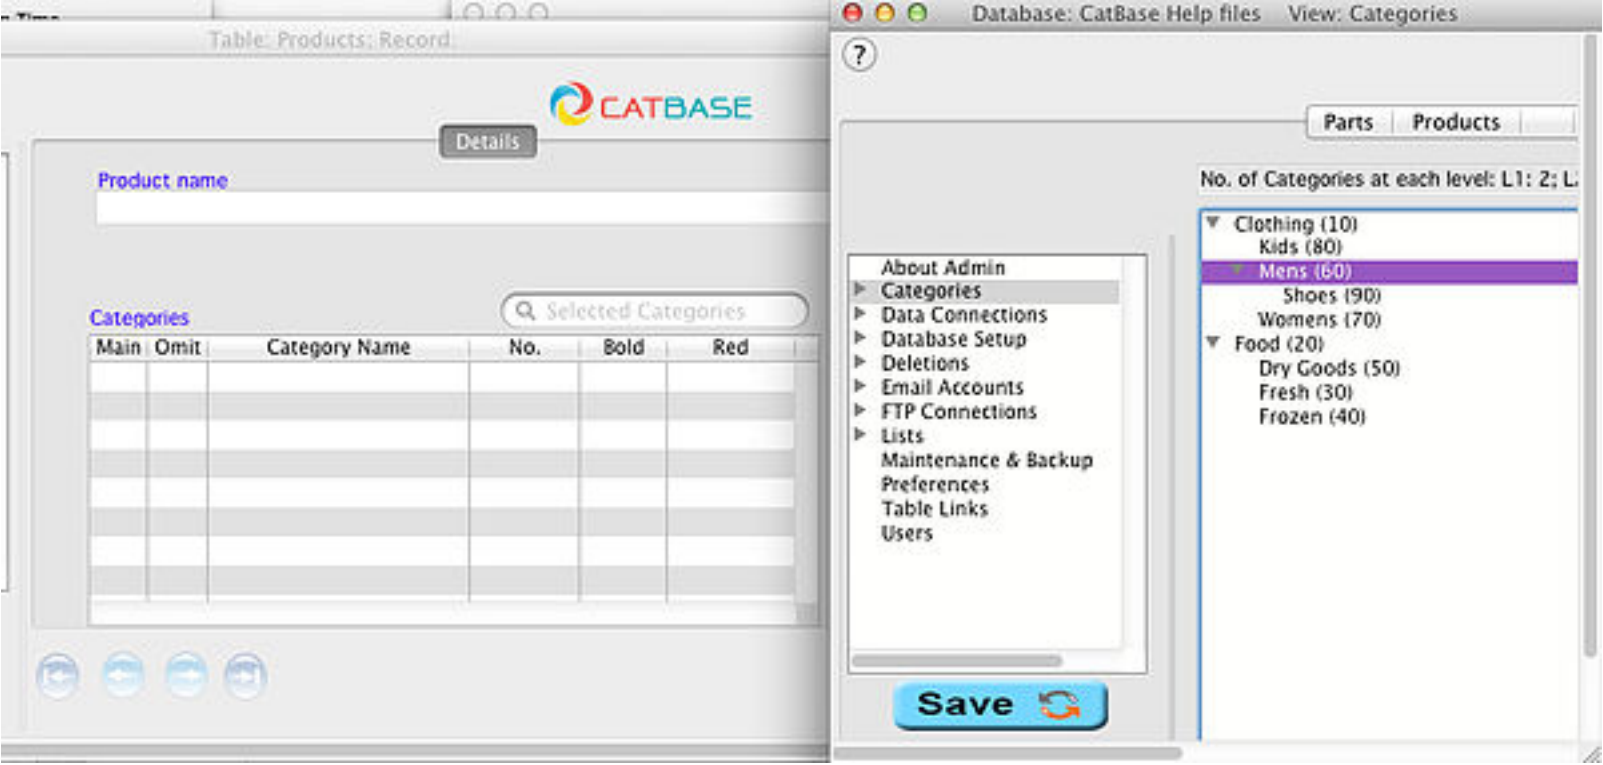 Table: Products: Record
CATBASE
Details
Product name
Categories
Selected Categories
Main Omit Category Name No. Bold Red
Database: CatBase Help files View: Categories
?
Parts Products
No. of Categories at each level: L1: 2;
About Admin
Categories
Data Connections
Database Setup
Deletions
Email Accounts
FTP Connections
Lists
Maintenance & Backup
Preferences
Table Links
Users
Save
Clothing (10)
Kids (80)
Mens (60)
Shoes (90)
Womens (70)
Food (20)
Dry Goods (50)
Fresh (30)
Frozen (40)